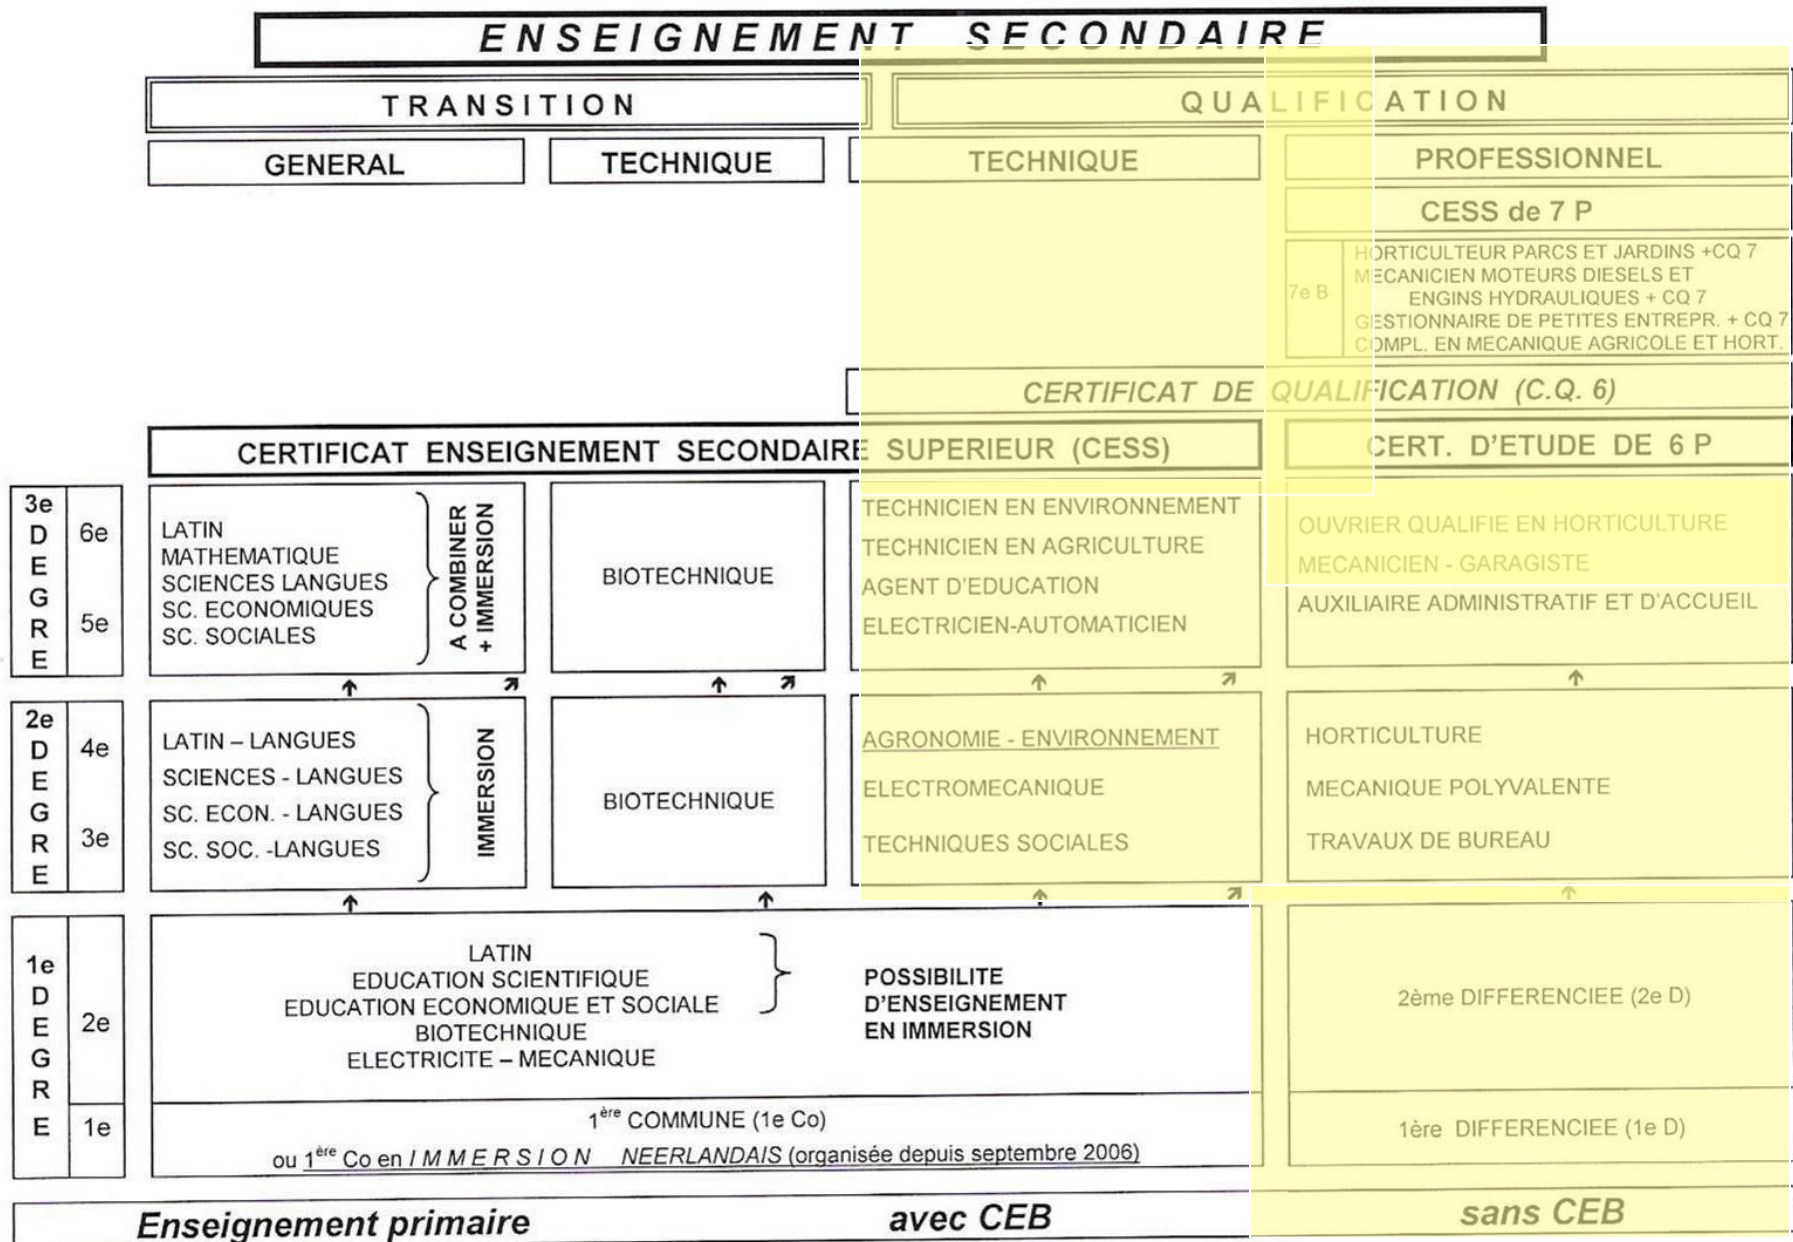 ENSEIGNEMENT SECONDAIRE
TRANSITION
QUALIFICATION
GENERAL
TECHNIQUE
TECHNIQUE
PROFESSIONNEL
CESS de 7 P
7e B
HORTICULTEUR PARCS ET JARDINS +CQ 7
MECANICIEN MOTEURS DIESELS ET
ENGINS HYDRAULIQUES + CQ 7
GESTIONNAIRE DE PETITES ENTREPR. + CQ 7
COMPL. EN MECANIQUE AGRICOLE ET HORT.
CERTIFICAT DE QUALIFICATION (C.Q. 6)
CERTIFICAT ENSEIGNEMENT SECONDAIRE SUPERIEUR (CESS)
CERT. D'ETUDE DE 6 P
3e DEGRE
6e
5e
LATIN
MATHEMATIQUE
SCIENCES LANGUES
SC. ECONOMIQUES
SC. SOCIALES
A COMBINER
+ IMMERSION
BIOTECHNIQUE
TECHNICIEN EN ENVIRONNEMENT
TECHNICIEN EN AGRICULTURE
AGENT D'EDUCATION
ELECTRICIEN-AUTOMATICIEN
OUVRIER QUALIFIE EN HORTICULTURE
MECANICIEN - GARAGISTE
AUXILIAIRE ADMINISTRATIF ET D'ACCUEIL
2e DEGRE
4e
3e
LATIN – LANGUES
SCIENCES - LANGUES
SC. ECON. - LANGUES
SC. SOC. -LANGUES
IMMERSION
BIOTECHNIQUE
AGRONOMIE - ENVIRONNEMENT
ELECTROMECANIQUE
TECHNIQUES SOCIALES
HORTICULTURE
MECANIQUE POLYVALENTE
TRAVAUX DE BUREAU
1e DEGRE
2e
1e
LATIN
EDUCATION SCIENTIFIQUE
EDUCATION ECONOMIQUE ET SOCIALE
BIOTECHNIQUE
ELECTRICITE – MECANIQUE
POSSIBILITE
D'ENSEIGNEMENT
EN IMMERSION
2ème DIFFERENCIEE (2e D)
1ère COMMUNE (1e Co)
ou 1ère Co en IMMERSION NEERLANDAIS (organisée depuis septembre 2006)
1ère DIFFERENCIEE (1e D)
Enseignement primaire
avec CEB
sans CEB